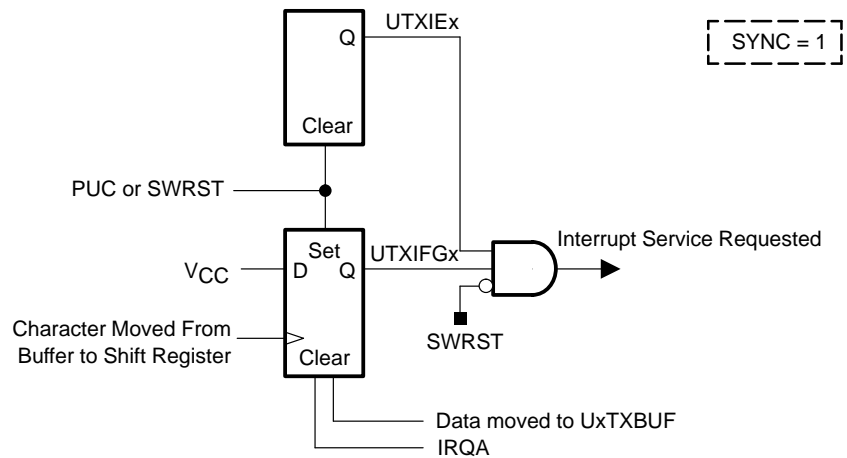 UTXIEx
SYNC = 1
Q
Clear
PUC or SWRST
Set
UTXIFGx
Interrupt Service Requested
VCC
D
Q
Character Moved From
Buffer to Shift Register
SWRST
Clear
Data moved to UxTXBUF
IRQA